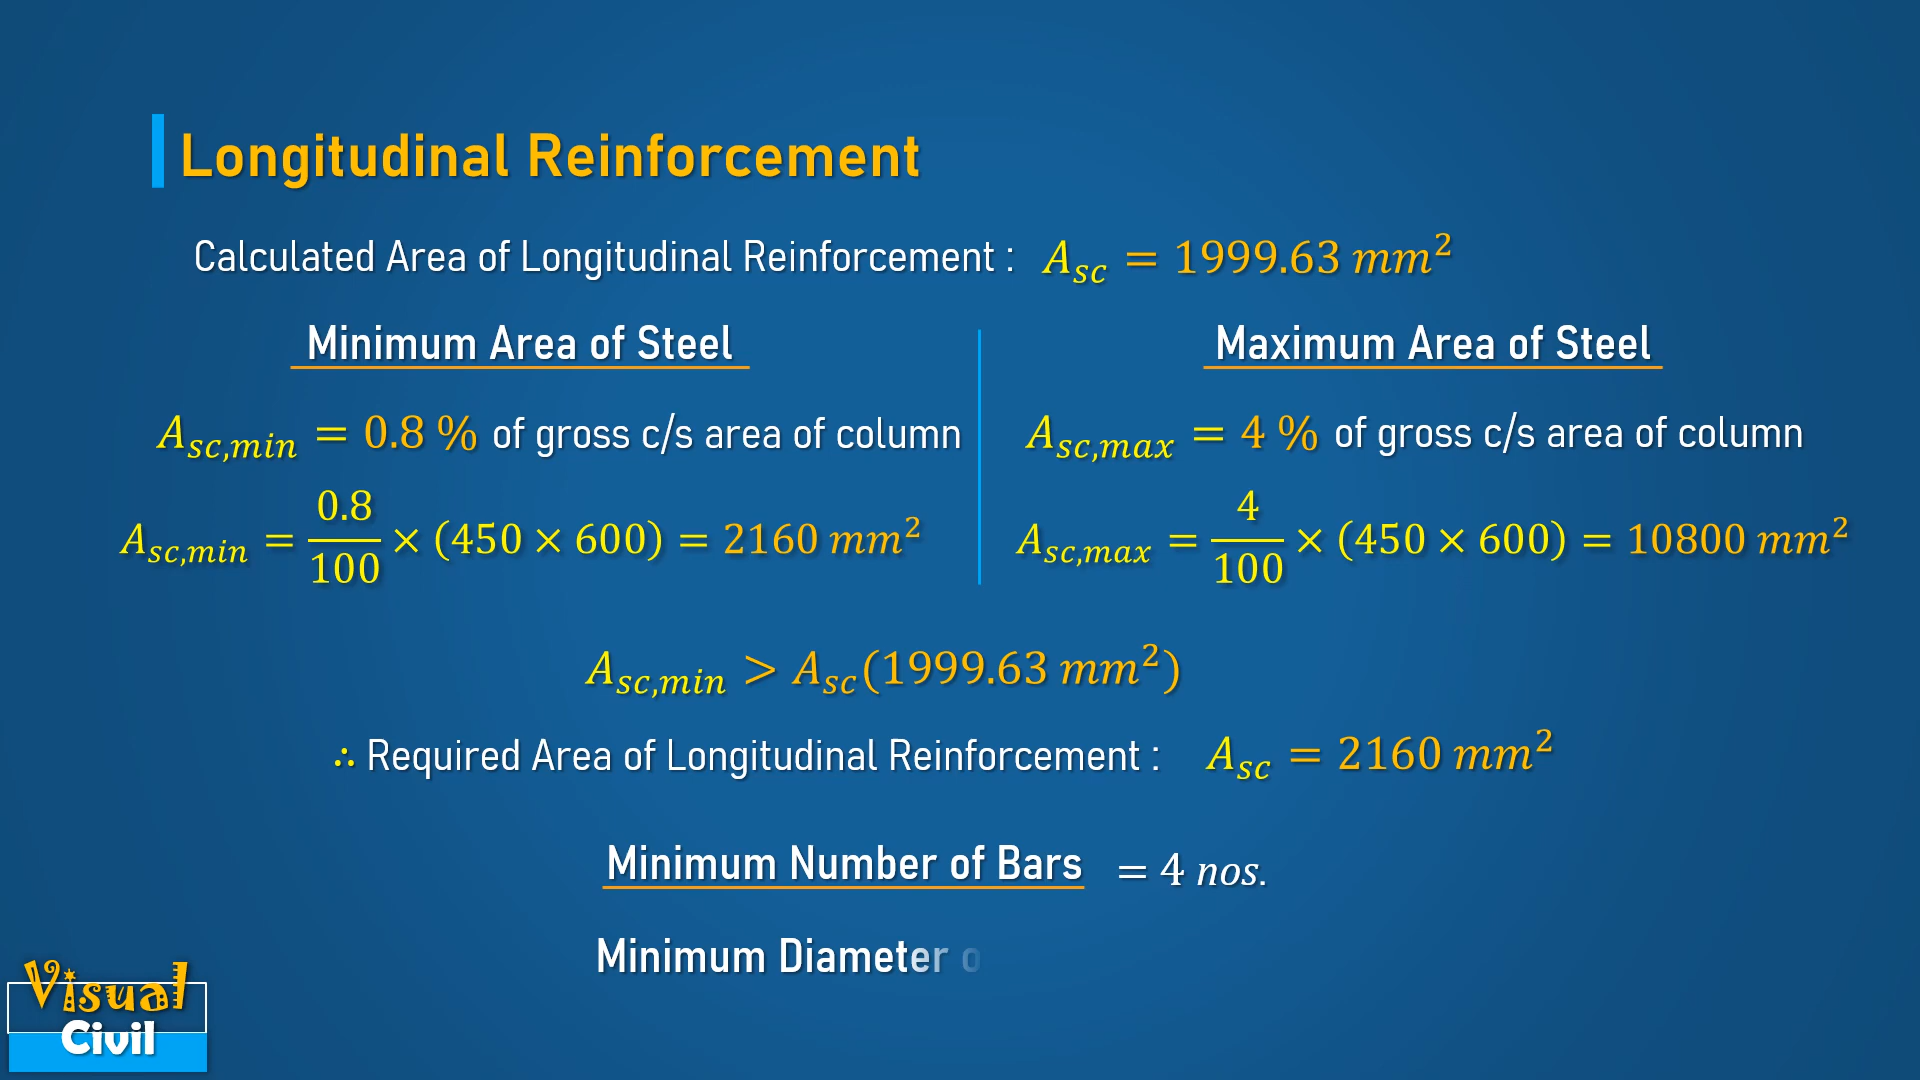 Longitudinal Reinforcement
Calculated Area of Longitudinal Reinforcement : A_sc = 1999.63 mm²
Minimum Area of Steel
A_sc,min = 0.8 % of gross c/s area of column
A_sc,min = 0.8/100 × (450 × 600) = 2160 mm²
Maximum Area of Steel
A_sc,max = 4 % of gross c/s area of column
A_sc,max = 4/100 × (450 × 600) = 10800 mm²
A_sc,min > A_sc(1999.63 mm²)
∴ Required Area of Longitudinal Reinforcement : A_sc = 2160 mm²
Minimum Number of Bars = 4 nos.
Minimum Diameter
Visual
Civil